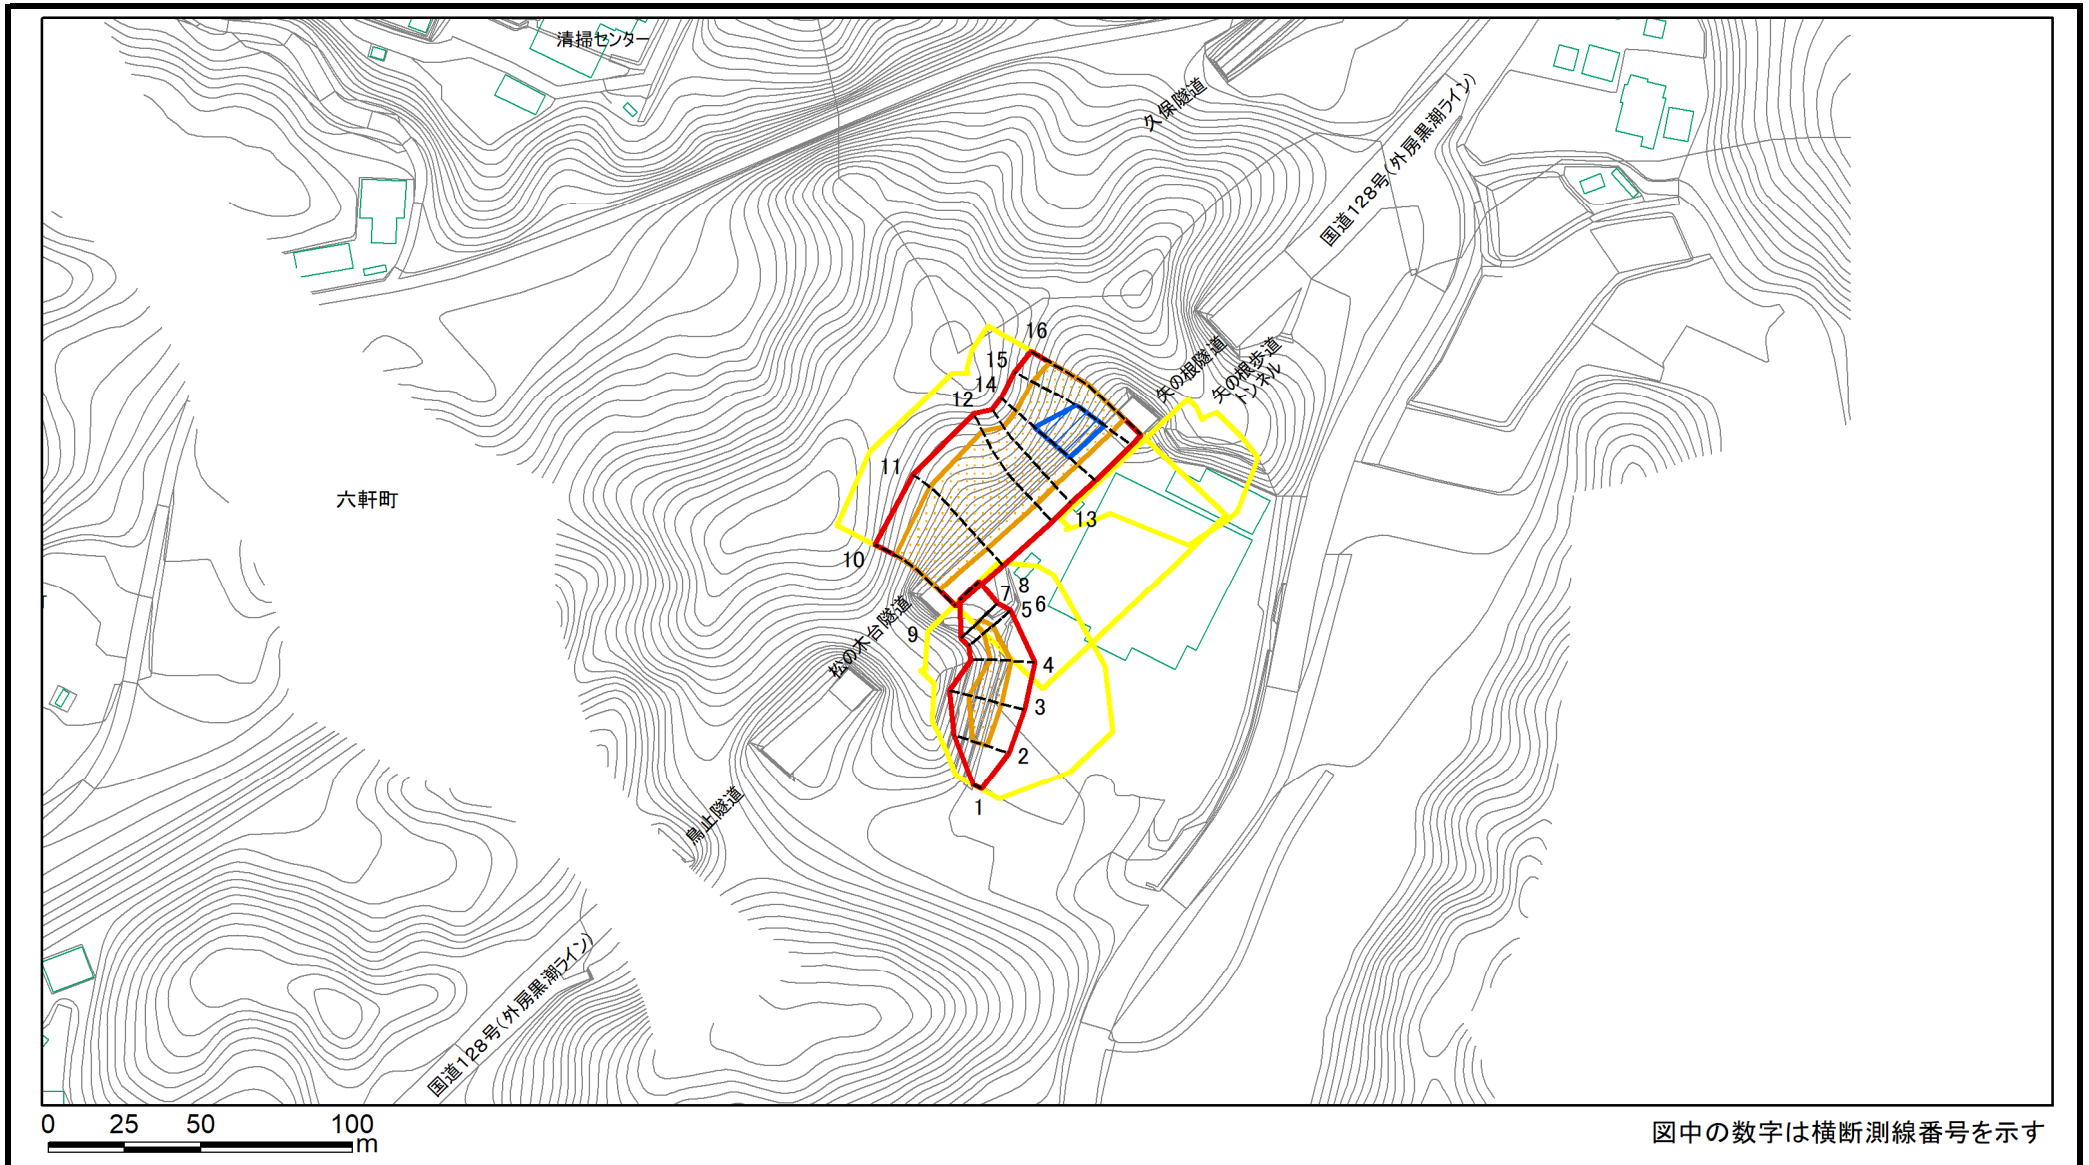 清掃センター
久保隧道
国道128号(外房黒潮ライン)
16
15
14
12
矢の根隧道
矢の根歩道
トンネル
11
六軒町
13
10
8
7
6
5
松の木台隧道
9
4
3
2
1
鳥止隧道
国道128号(外房黒潮ライン)
0 25 50 100
m
図中の数字は横断測線番号を示す